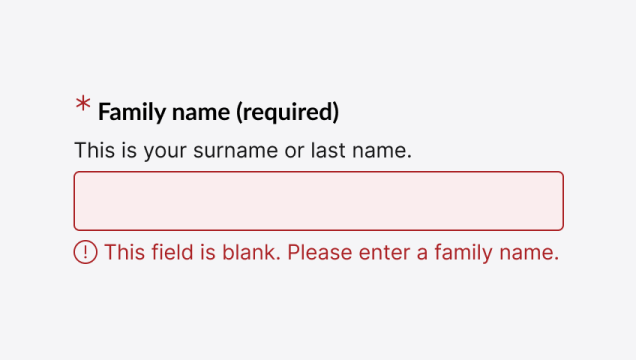 * Family name (required)
This is your surname or last name.
This field is blank. Please enter a family name.